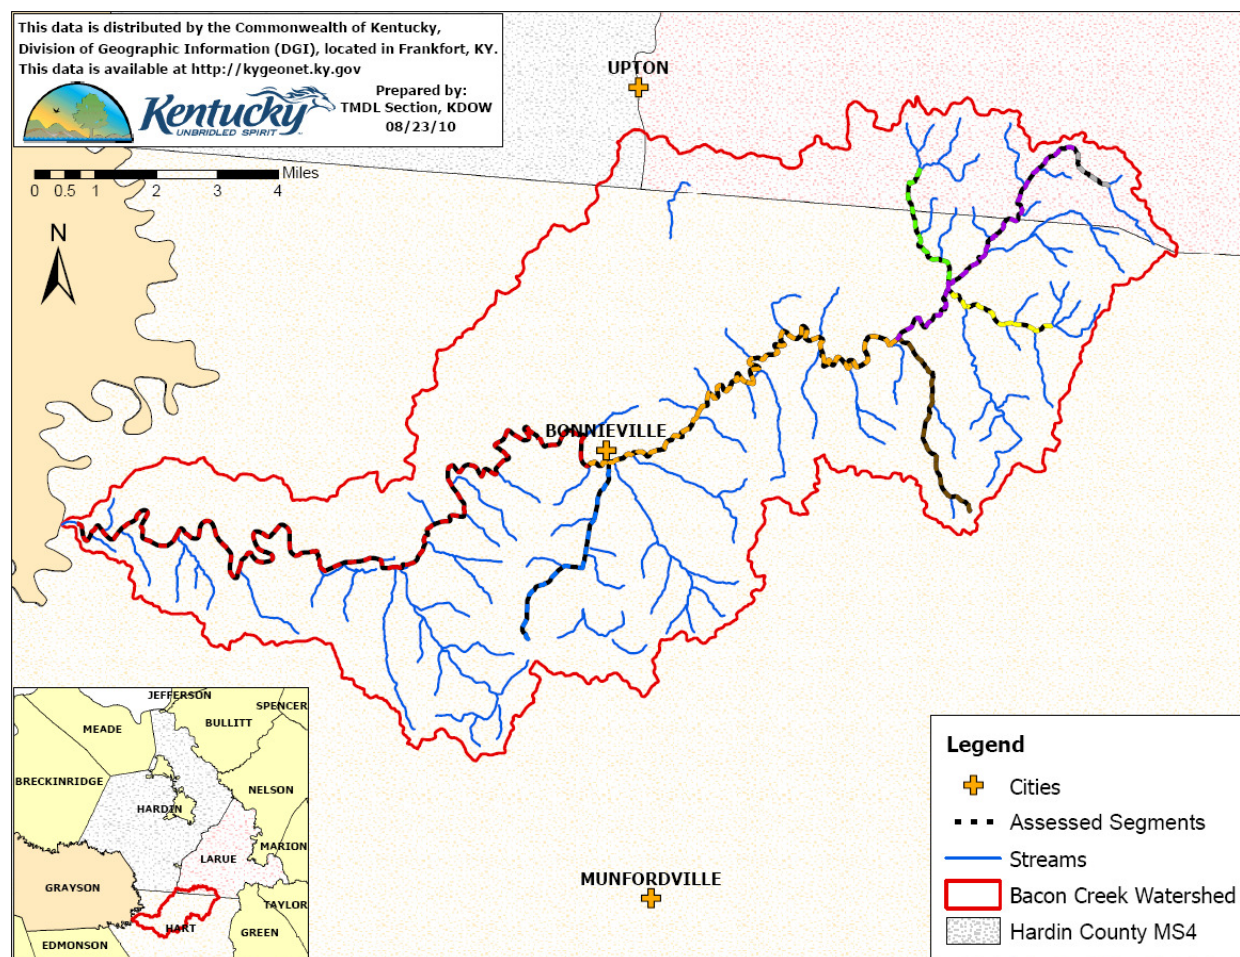 This data is distributed by the Commonwealth of Kentucky,
Division of Geographic Information (DGI), located in Frankfort, KY.
This data is available at http://kygeonet.ky.gov
Kentucky
UNBRIDLED SPIRIT
Prepared by:
TMDL Section, KDOW
08/23/10
UPTON
0 0.5 1 2 3 4 Miles
N
BONNIEVILLE
MUNFORDVILLE
JEFFERSON
SPENCER
BULLITT
MEADE
BRECKINRIDGE
NELSON
HARDIN
MARION
LARUE
GRAYSON
TAYLOR
HART
GREEN
EDMONSON
Legend
Cities
Assessed Segments
Streams
Bacon Creek Watershed
Hardin County MS4